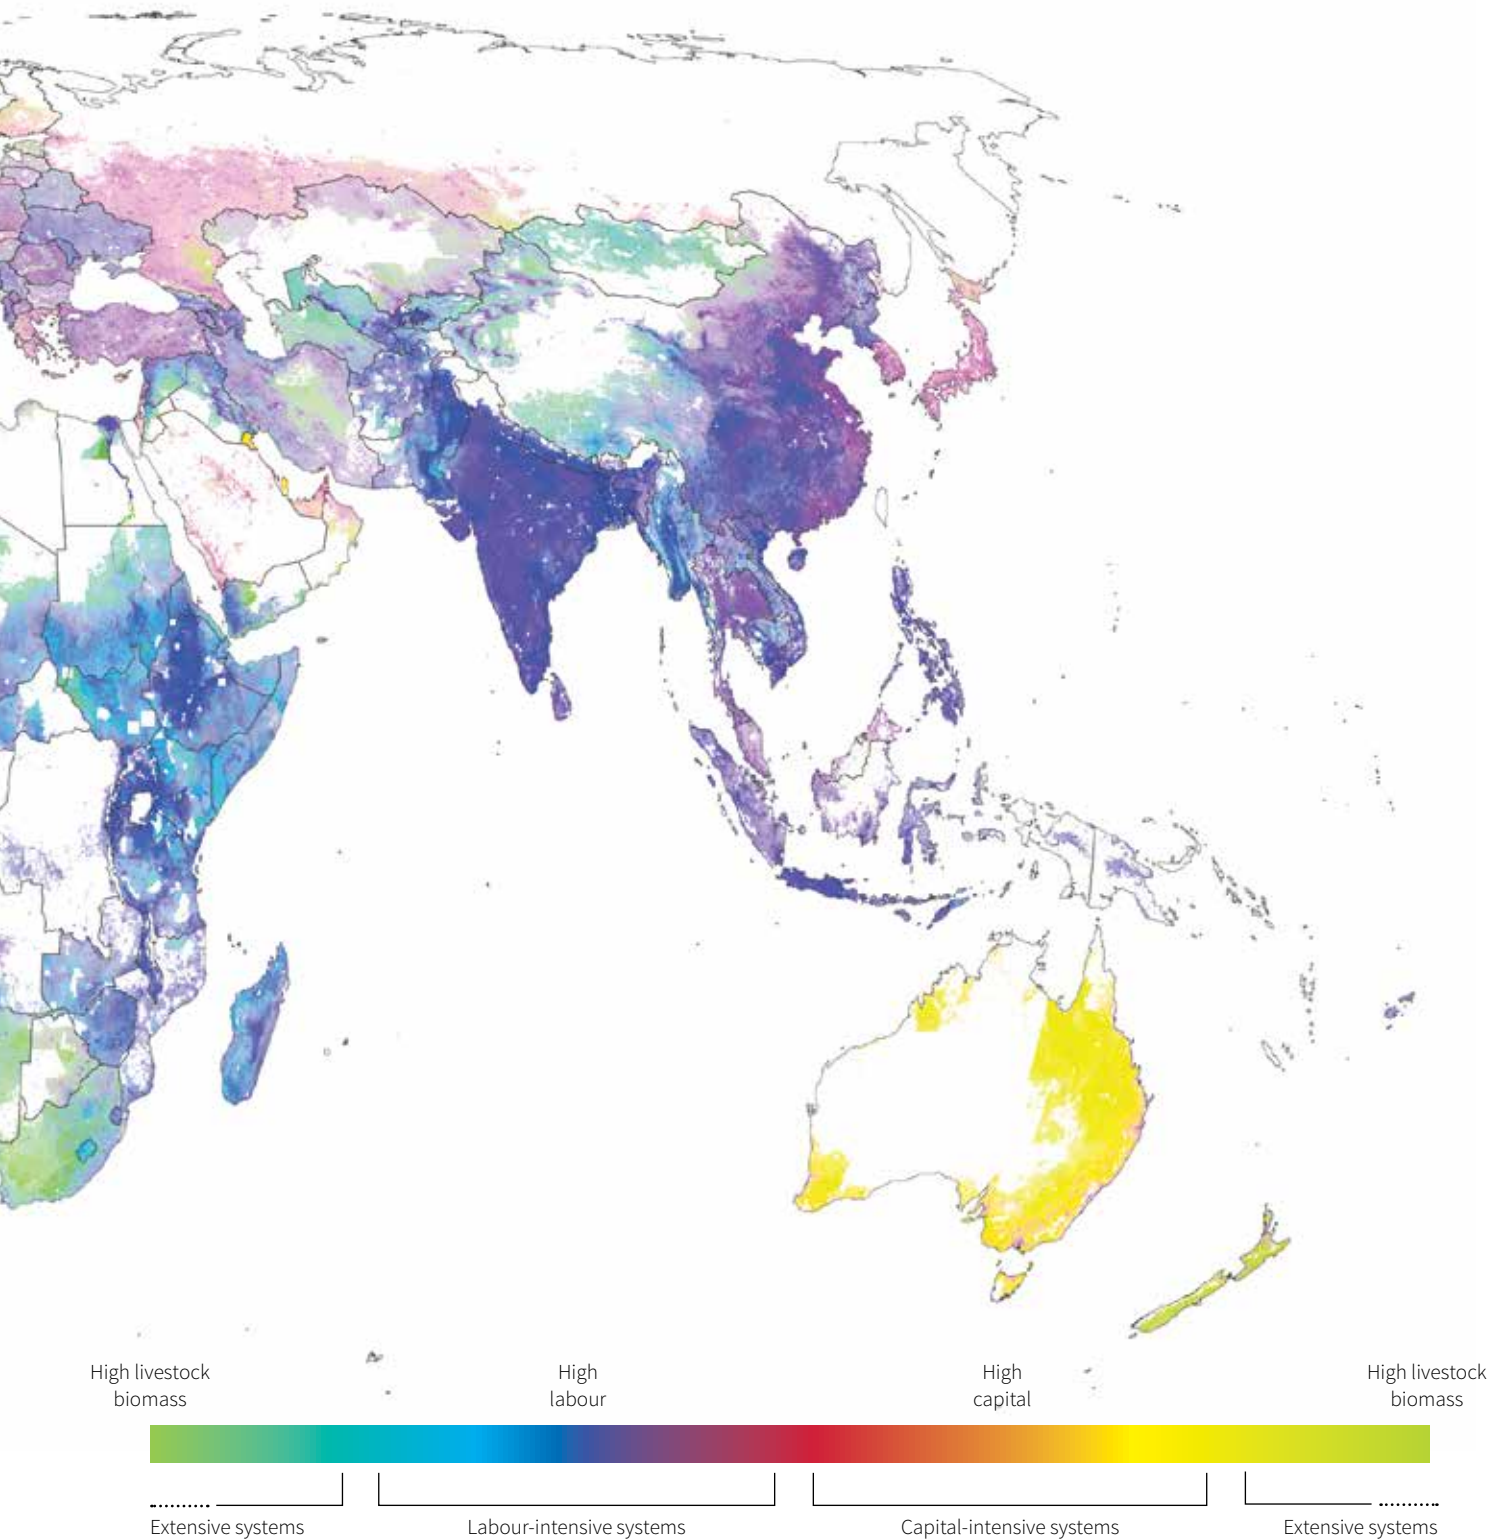 High livestock
biomass
High
labour
High
capital
High livestock
biomass
Extensive systems
Labour-intensive systems
Capital-intensive systems
Extensive systems